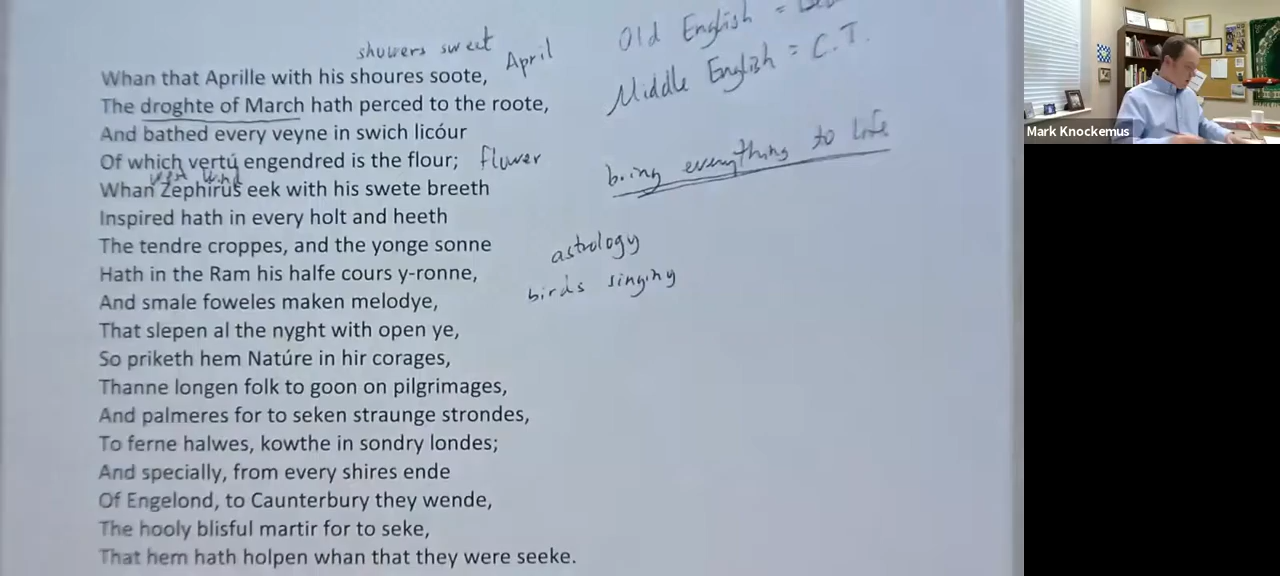 Old English =
showers sweet April
Middle English = C.T.
Whan that Aprille with his shoures soote,
The droghte of March hath perced to the roote,
And bathed every veyne in swich licóur
Of which vertú engendred is the flour; flower
bring everything to life
west wind
Whan Zephirus eek with his swete breeth
Inspired hath in every holt and heeth
The tendre croppes, and the yonge sonne
astrology
Hath in the Ram his halfe cours y-ronne,
birds singing
And smale foweles maken melodye,
That slepen al the nyght with open ye,
So priketh hem Natúre in hir corages,
Thanne longen folk to goon on pilgrimages,
And palmeres for to seken straunge strondes,
To ferne halwes, kowthe in sondry londes;
And specially, from every shires ende
Of Engelond, to Caunterbury they wende,
The hooly blisful martir for to seke,
That hem hath holpen whan that they were seeke.
Mark Knockemus